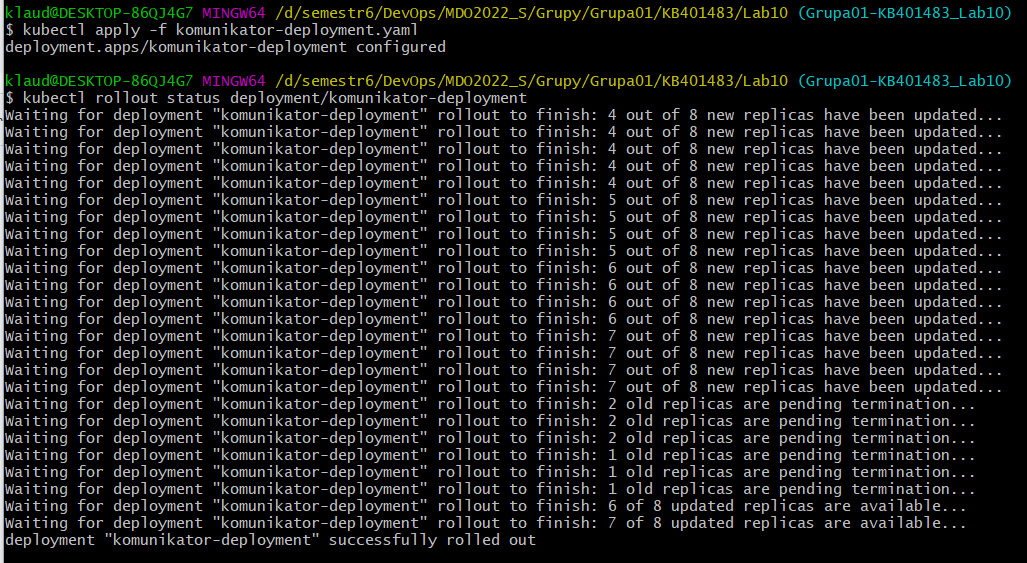 klaud@DESKTOP-86QJ4G7 MINGW64 /d/semestr6/DevOps/MDO2022_S/Grupy/Grupa01/KB401483/Lab10 (Grupa01-KB401483_Lab10)
$ kubectl apply -f komunikator-deployment.yaml
deployment.apps/komunikator-deployment configured
klaud@DESKTOP-86QJ4G7 MINGW64 /d/semestr6/DevOps/MDO2022_S/Grupy/Grupa01/KB401483/Lab10 (Grupa01-KB401483_Lab10)
$ kubectl rollout status deployment/komunikator-deployment
Waiting for deployment "komunikator-deployment" rollout to finish: 4 out of 8 new replicas have been updated...
Waiting for deployment "komunikator-deployment" rollout to finish: 4 out of 8 new replicas have been updated...
Waiting for deployment "komunikator-deployment" rollout to finish: 4 out of 8 new replicas have been updated...
Waiting for deployment "komunikator-deployment" rollout to finish: 4 out of 8 new replicas have been updated...
Waiting for deployment "komunikator-deployment" rollout to finish: 4 out of 8 new replicas have been updated...
Waiting for deployment "komunikator-deployment" rollout to finish: 5 out of 8 new replicas have been updated...
Waiting for deployment "komunikator-deployment" rollout to finish: 5 out of 8 new replicas have been updated...
Waiting for deployment "komunikator-deployment" rollout to finish: 5 out of 8 new replicas have been updated...
Waiting for deployment "komunikator-deployment" rollout to finish: 5 out of 8 new replicas have been updated...
Waiting for deployment "komunikator-deployment" rollout to finish: 6 out of 8 new replicas have been updated...
Waiting for deployment "komunikator-deployment" rollout to finish: 6 out of 8 new replicas have been updated...
Waiting for deployment "komunikator-deployment" rollout to finish: 6 out of 8 new replicas have been updated...
Waiting for deployment "komunikator-deployment" rollout to finish: 6 out of 8 new replicas have been updated...
Waiting for deployment "komunikator-deployment" rollout to finish: 7 out of 8 new replicas have been updated...
Waiting for deployment "komunikator-deployment" rollout to finish: 7 out of 8 new replicas have been updated...
Waiting for deployment "komunikator-deployment" rollout to finish: 7 out of 8 new replicas have been updated...
Waiting for deployment "komunikator-deployment" rollout to finish: 7 out of 8 new replicas have been updated...
Waiting for deployment "komunikator-deployment" rollout to finish: 2 old replicas are pending termination...
Waiting for deployment "komunikator-deployment" rollout to finish: 2 old replicas are pending termination...
Waiting for deployment "komunikator-deployment" rollout to finish: 2 old replicas are pending termination...
Waiting for deployment "komunikator-deployment" rollout to finish: 1 old replicas are pending termination...
Waiting for deployment "komunikator-deployment" rollout to finish: 1 old replicas are pending termination...
Waiting for deployment "komunikator-deployment" rollout to finish: 1 old replicas are pending termination...
Waiting for deployment "komunikator-deployment" rollout to finish: 6 of 8 updated replicas are available...
Waiting for deployment "komunikator-deployment" rollout to finish: 7 of 8 updated replicas are available...
deployment "komunikator-deployment" successfully rolled out